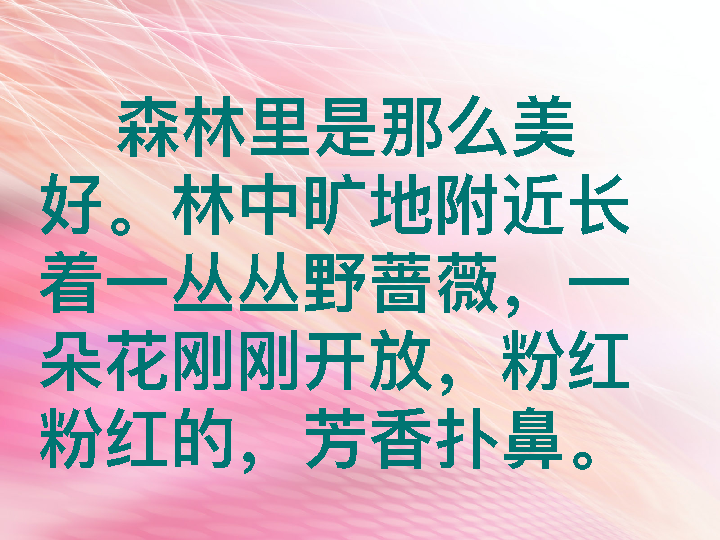 森林里是那么美
好。林中旷地附近长
着一丛丛野蔷薇，一
朵花刚刚开放，粉红
粉红的，芳香扑鼻。